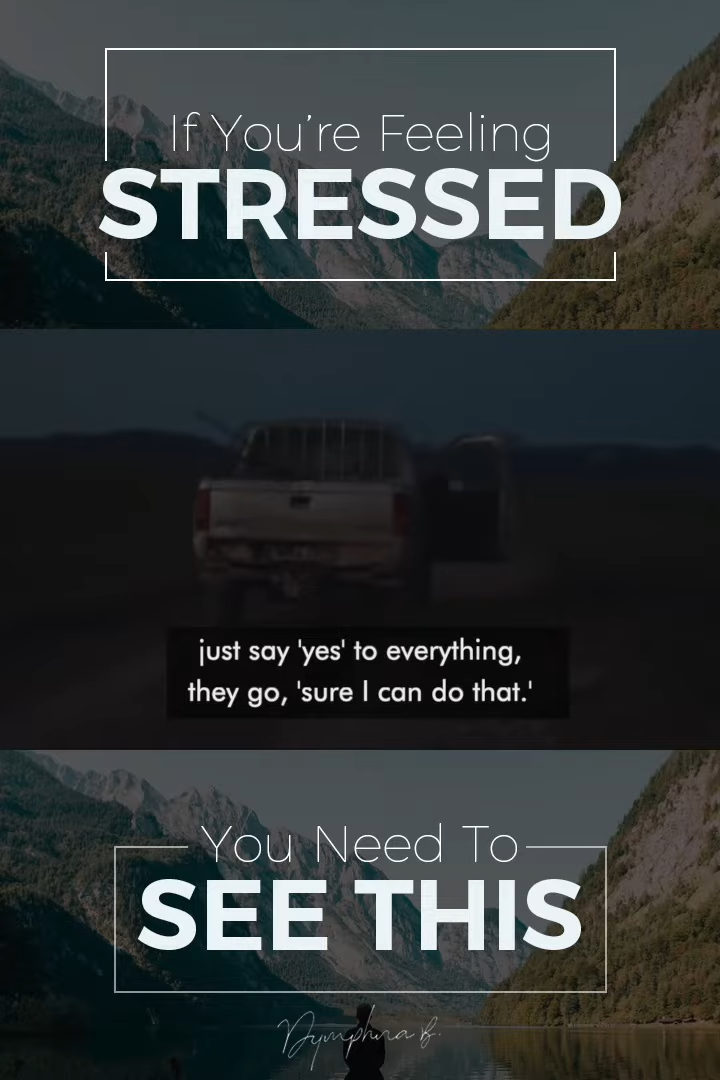 If You're Feeling
STRESSED
just say 'yes' to everything,
they go, 'sure I can do that.'
You Need To
SEE THIS
Nymphna B.